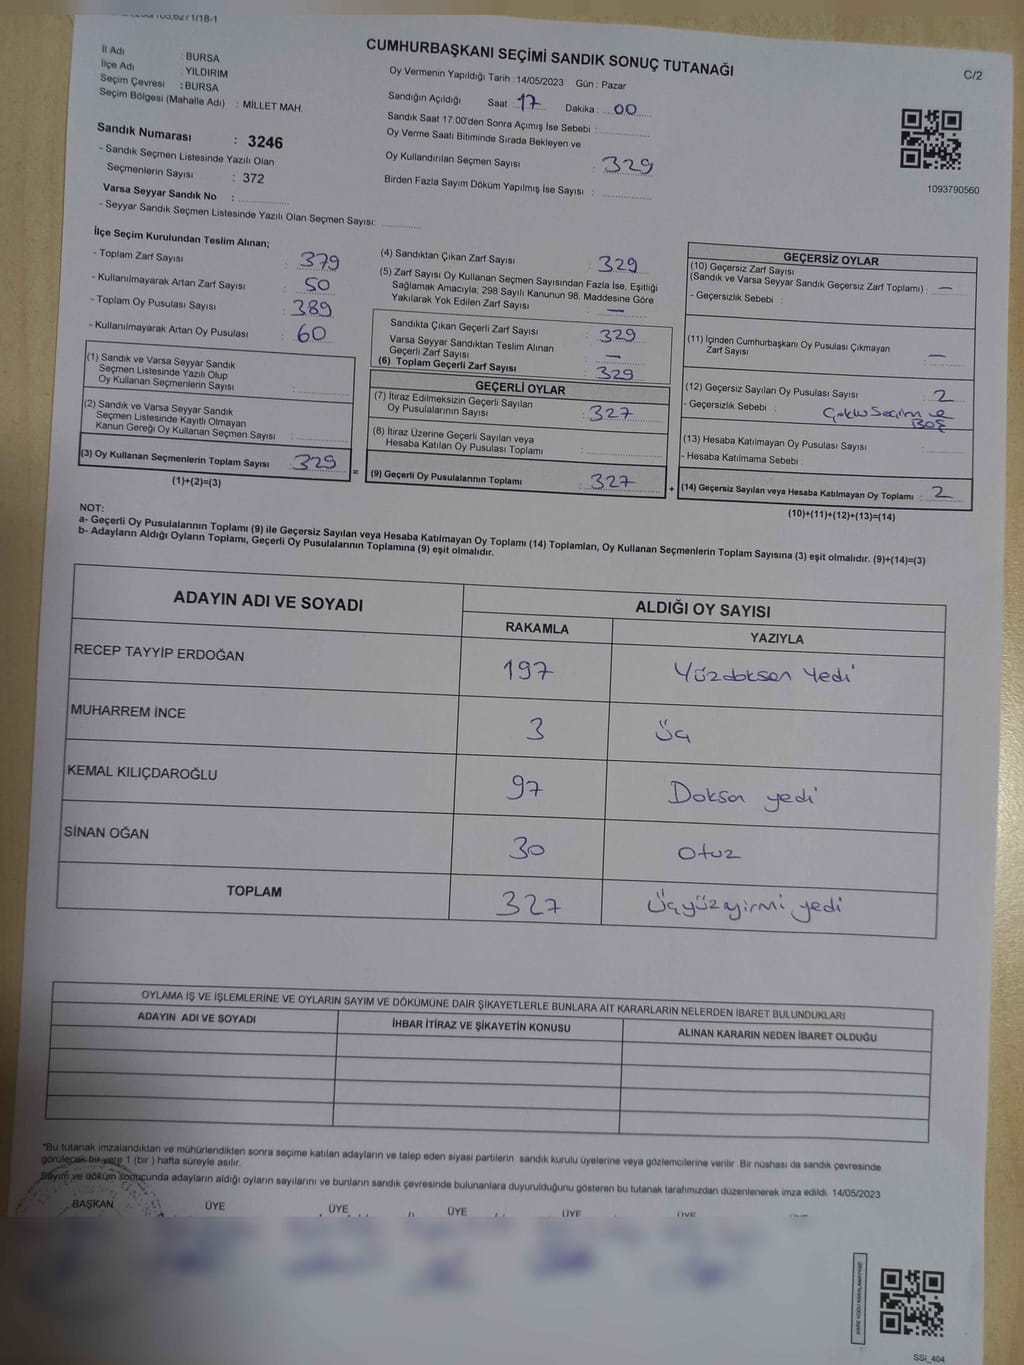 CUMHURBAŞKANI SEÇİMİ SANDIK SONUÇ TUTANAĞI
C/2
İl Adı : BURSA
İlçe Adı : YILDIRIM
Seçim Çevresi : BURSA
Seçim Bölgesi (Mahalle Adı) : MİLLET MAH.
Sandık Numarası : 3246
- Sandık Seçmen Listesinde Yazılı Olan
Seçmenlerin Sayısı : 372
Varsa Seyyar Sandık No :
- Seyyar Sandık Seçmen Listesinde Yazılı Olan Seçmen Sayısı:
Oy Vermenin Yapıldığı Tarih : 14/05/2023 Gün : Pazar
Sandığın Açıldığı Saat : 17 Dakika : 00
Sandık Saat 17.00'den Sonra Açımış İse Sebebi :
Oy Verme Saati Bitiminde Sırada Bekleyen ve
Oy Kullandırılan Seçmen Sayısı : 329
Birden Fazla Sayım Döküm Yapılmış İse Sayısı :
1093790560
İlçe Seçim Kurulundan Teslim Alınan;
- Toplam Zarf Sayısı : 379
- Kullanılmayarak Artan Zarf Sayısı : 50
- Toplam Oy Pusulası Sayısı : 389
- Kullanılmayarak Artan Oy Pusulası : 60
(1) Sandık ve Varsa Seyyar Sandık
Seçmen Listesinde Yazılı Olup
Oy Kullanan Seçmenlerin Sayısı :
(2) Sandık ve Varsa Seyyar Sandık
Seçmen Listesinde Kayıtlı Olmayan
Kanun Gereği Oy Kullanan Seçmen Sayısı :
(3) Oy Kullanan Seçmenlerin Toplam Sayısı : 329
(1)+(2)=(3)
(4) Sandıktan Çıkan Zarf Sayısı : 329
(5) Zarf Sayısı Oy Kullanan Seçmen Sayısından Fazla İse, Eşitliği
Sağlamak Amacıyla; 298 Sayılı Kanunun 98. Maddesine Göre
Yakılarak Yok Edilen Zarf Sayısı : —
Sandıkta Çıkan Geçerli Zarf Sayısı : 329
Varsa Seyyar Sandıktan Teslim Alınan
Geçerli Zarf Sayısı : —
(6) Toplam Geçerli Zarf Sayısı : 329
GEÇERLİ OYLAR
(7) İtiraz Edilmeksizin Geçerli Sayılan
Oy Pusulalarının Sayısı : 327
(8) İtiraz Üzerine Geçerli Sayılan veya
Hesaba Katılan Oy Pusulası Toplamı :
= (9) Geçerli Oy Pusulalarının Toplamı : 327
GEÇERSİZ OYLAR
(10) Geçersiz Zarf Sayısı
(Sandık ve Varsa Seyyar Sandık Geçersiz Zarf Toplamı) : —
- Geçersizlik Sebebi :
(11) İçinden Cumhurbaşkanı Oy Pusulası Çıkmayan
Zarf Sayısı : —
(12) Geçersiz Sayılan Oy Pusulası Sayısı : 2
- Geçersizlik Sebebi : Çoklu Seçim ve
BOŞ
(13) Hesaba Katılmayan Oy Pusulası Sayısı :
- Hesaba Katılmama Sebebi :
+ (14) Geçersiz Sayılan veya Hesaba Katılmayan Oy Toplamı : 2
(10)+(11)+(12)+(13)=(14)
NOT:
a- Geçerli Oy Pusulalarının Toplamı (9) ile Geçersiz Sayılan veya Hesaba Katılmayan Oy Toplamı (14) Toplamları, Oy Kullanan Seçmenlerin Toplam Sayısına (3) eşit olmalıdır. (9)+(14)=(3)
b- Adayların Aldığı Oyların Toplamı, Geçerli Oy Pusulalarının Toplamına (9) eşit olmalıdır.
ADAYIN ADI VE SOYADI ALDIĞI OY SAYISI
RAKAMLA YAZIYLA
RECEP TAYYİP ERDOĞAN 197 Yüzdoksen Yedi
MUHARREM İNCE 3 Üç
KEMAL KILIÇDAROĞLU 97 Doksan yedi
SİNAN OĞAN 30 Otuz
TOPLAM 327 Üçyüzyirmi yedi
OYLAMA İŞ VE İŞLEMLERİNE VE OYLARIN SAYIM VE DÖKÜMÜNE DAİR ŞİKAYETLERLE BUNLARA AİT KARARLARIN NELERDEN İBARET BULUNDUKLARI
ADAYIN ADI VE SOYADI İHBAR İTİRAZ VE ŞİKAYETİN KONUSU ALINAN KARARIN NEDEN İBARET OLDUĞU
"Bu tutanak imzalandıktan ve mühürlendikten sonra seçime katılan adayların ve talep eden siyasi partilerin sandık kurulu üyelerine veya gözlemcilerine verilir. Bir nüshası da sandık çevresinde
görülecek bir yere 1 (bir ) hafta süreyle asılır.
Sayım ve döküm sonucunda adayların aldığı oyların sayılarını ve bunların sandık çevresinde bulunanlara duyurulduğunu gösteren bu tutanak tarafımızdan düzenlenerek imza edildi. 14/05/2023
BAŞKAN ÜYE ÜYE ÜYE ÜYE ÜYE
SSI_404